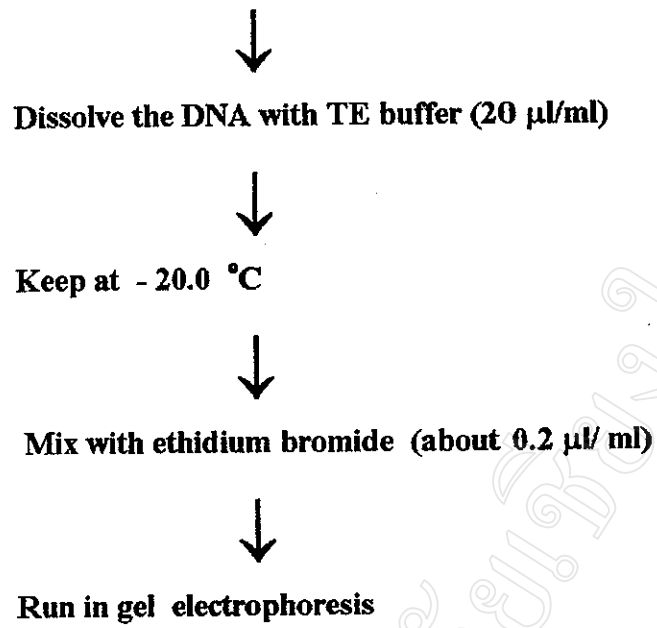 Dissolve the DNA with TE buffer (20 µl/ml)
Keep at - 20.0 °C
Mix with ethidium bromide (about 0.2 µl/ ml)
Run in gel electrophoresis